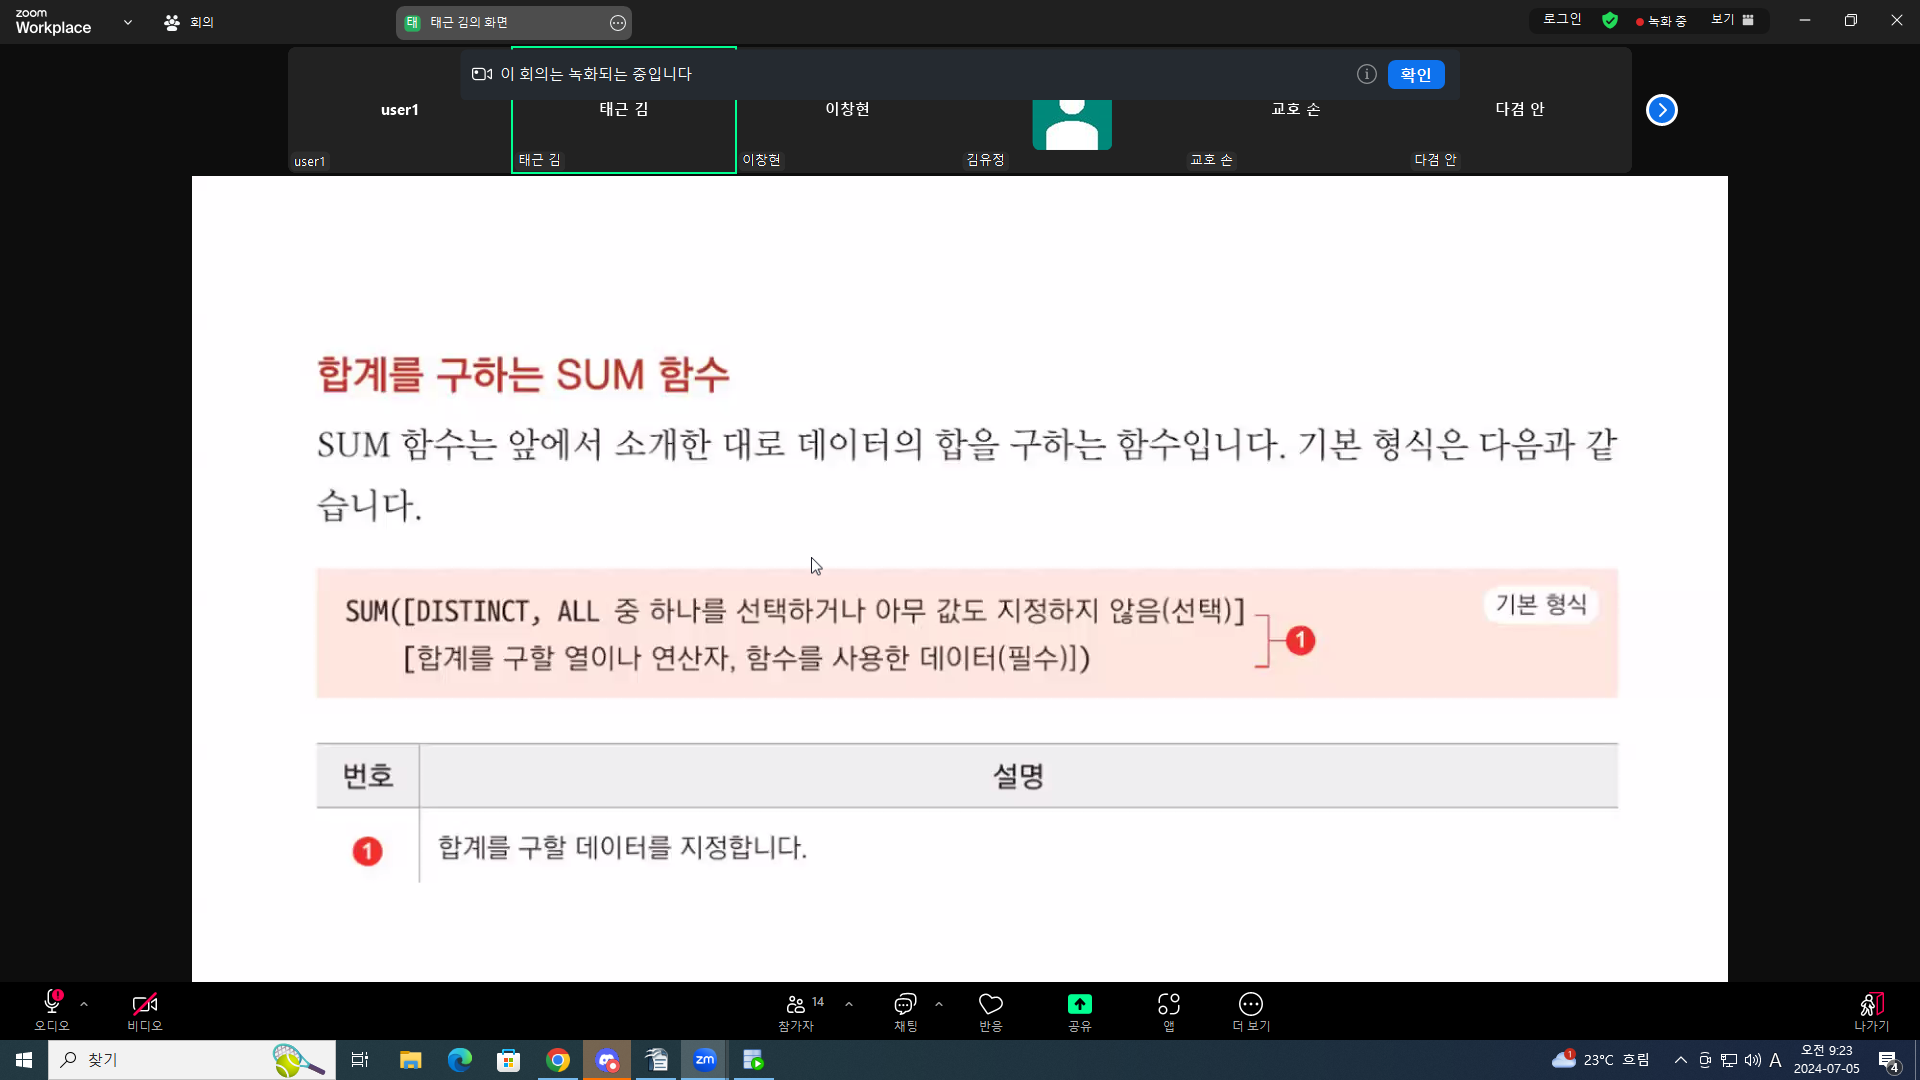 zoom
Workplace
회의
태
태근 김의 화면
로그인
녹화 중
보기
이 회의는 녹화되는 중입니다
확인
user1
태근 김
이창현
교호 손
다겸 안
user1
태근 김
이창현
김유정
교호 손
다겸 안
합계를 구하는 SUM 함수
SUM 함수는 앞에서 소개한 대로 데이터의 합을 구하는 함수입니다. 기본 형식은 다음과 같
습니다.
기본 형식
SUM([DISTINCT, ALL 중 하나를 선택하거나 아무 값도 지정하지 않음(선택)]
[합계를 구할 열이나 연산자, 함수를 사용한 데이터(필수)])
1
번호
설명
1
합계를 구할 데이터를 지정합니다.
오디오
비디오
14
참가자
채팅
반응
공유
앱
더 보기
나가기
찾기
zm
1
23°C 흐림
A
오전 9:23
2024-07-05
4